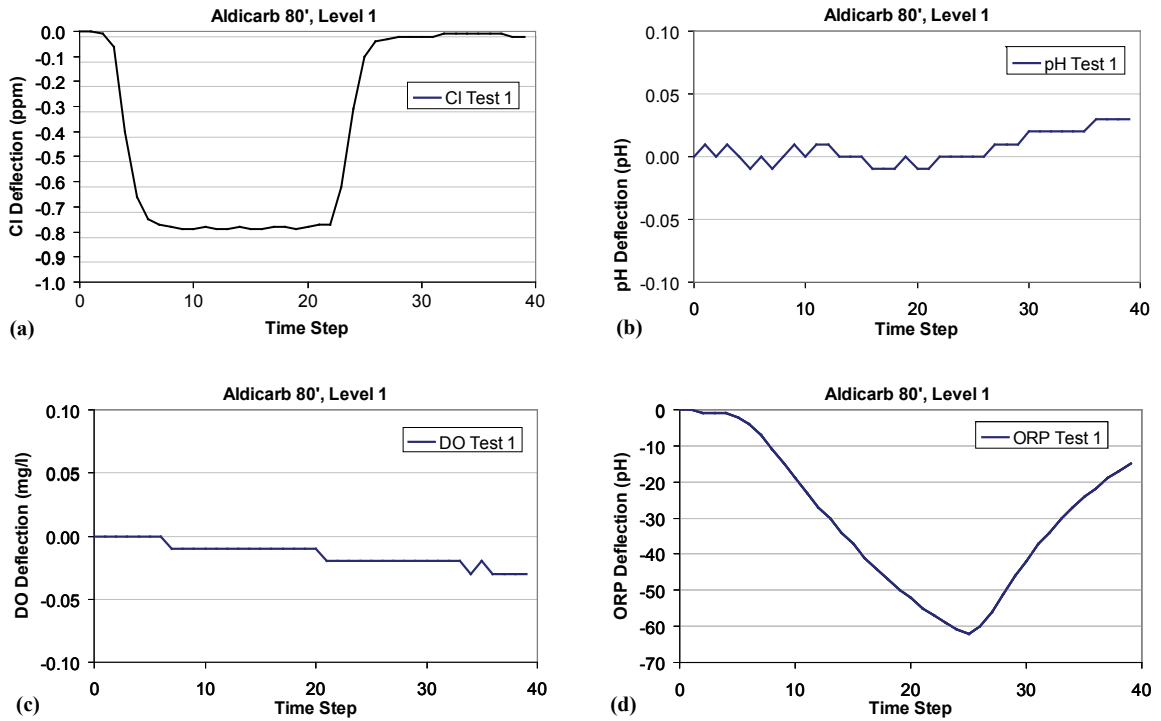 Aldicarb 80', Level 1
0.0
-0.1
-0.2
-0.3
-0.4
-0.5
-0.6
-0.7
-0.8
-0.9
-1.0
Cl Deflection (ppm)
Cl Test 1
0 10 20 30 40
Time Step
(a)
Aldicarb 80', Level 1
0.10
0.05
0.00
-0.05
-0.10
pH Deflection (pH)
pH Test 1
0 10 20 30 40
Time Step
(b)
Aldicarb 80', Level 1
0.10
0.05
0.00
-0.05
-0.10
DO Deflection (mg/l)
DO Test 1
0 10 20 30 40
Time Step
(c)
Aldicarb 80', Level 1
0
-10
-20
-30
-40
-50
-60
-70
ORP Deflection (pH)
ORP Test 1
0 10 20 30 40
Time Step
(d)